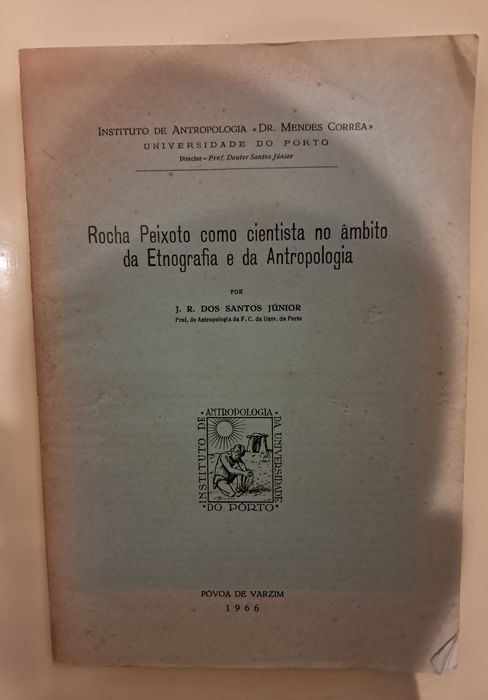 INSTITUTO DE ANTROPOLOGIA «DR. MENDES CORRÊA»
UNIVERSIDADE DO PORTO
Director — Prof. Doutor Santos Júnior
Rocha Peixoto como cientista no âmbito
da Etnografia e da Antropologia
POR
J. R. DOS SANTOS JÚNIOR
Prof. de Antropologia da F. C. da Univ. do Porto
INSTITUTO DE
· ANTROPOLOGIA ·
DA UNIVERSIDADE
· DO PÔRTO ·
PÓVOA DE VARZIM
1966